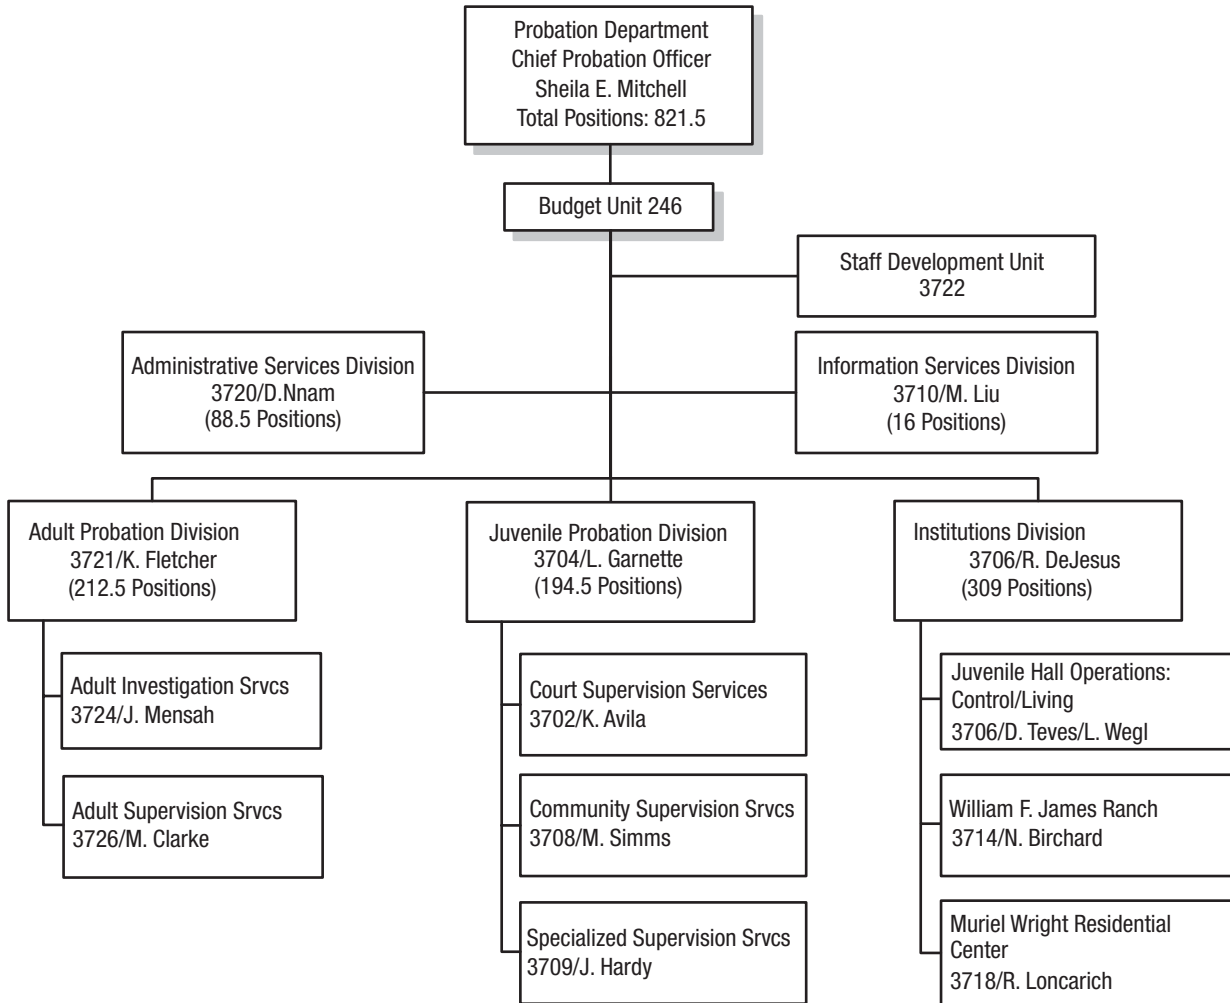 Probation Department
Chief Probation Officer
Sheila E. Mitchell
Total Positions: 821.5
Budget Unit 246
Staff Development Unit
3722
Administrative Services Division
3720/D.Nnam
(88.5 Positions)
Information Services Division
3710/M. Liu
(16 Positions)
Adult Probation Division
3721/K. Fletcher
(212.5 Positions)
Juvenile Probation Division
3704/L. Garnette
(194.5 Positions)
Institutions Division
3706/R. DeJesus
(309 Positions)
Adult Investigation Srvcs
3724/J. Mensah
Adult Supervision Srvcs
3726/M. Clarke
Court Supervision Services
3702/K. Avila
Community Supervision Srvcs
3708/M. Simms
Specialized Supervision Srvcs
3709/J. Hardy
Juvenile Hall Operations:
Control/Living
3706/D. Teves/L. Wegl
William F. James Ranch
3714/N. Birchard
Muriel Wright Residential
Center
3718/R. Loncarich